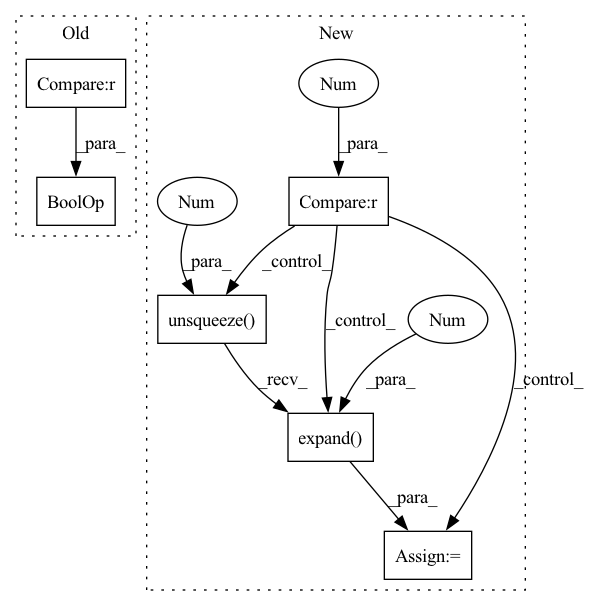 Old
New
Compare:r
Num
_para_
_para_
BoolOp
Num
Compare:r
_para_
_control_
unsqueeze()
_control_
Num
_control_
_recv_
_para_
expand()
_para_
Assign:=